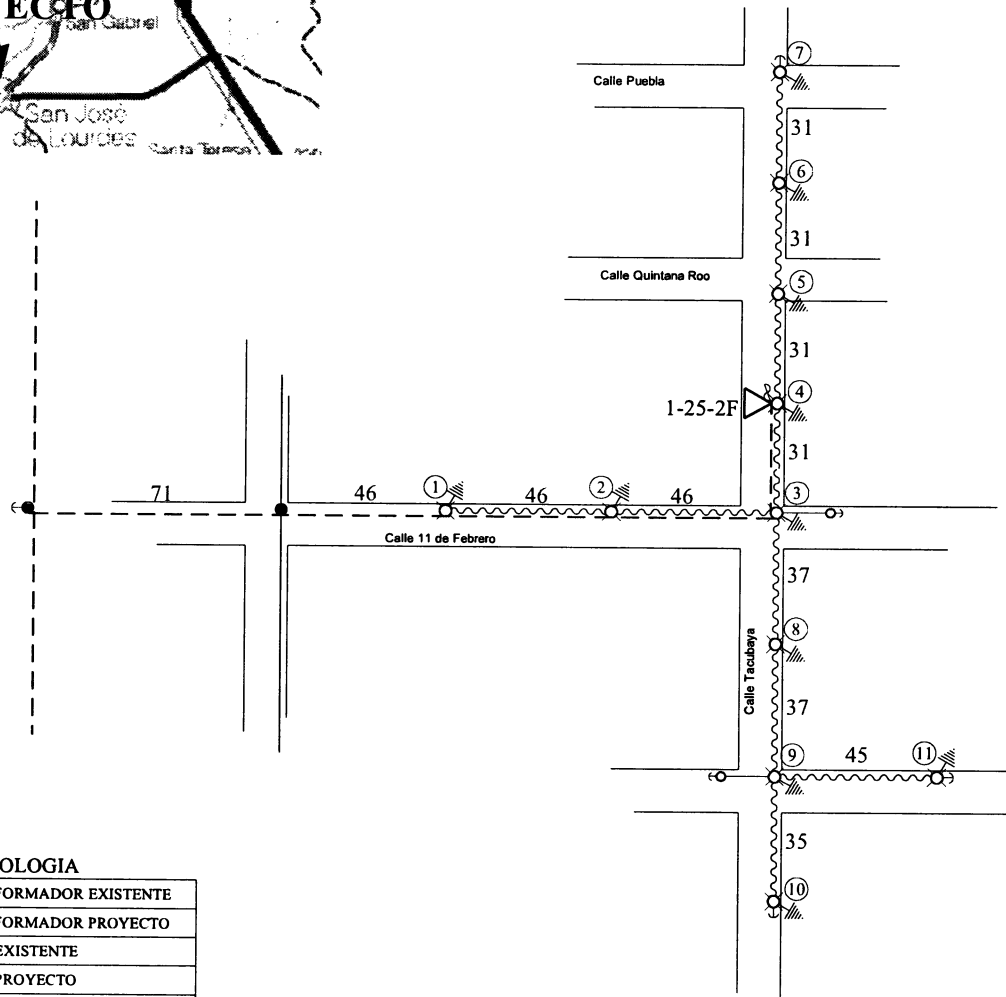 ECTO
San Gabriel
San José
de Lourdes
Santa Teresa
7
Calle Puebla
31
6
31
Calle Quintana Roo
5
31
4
1-25-2F
31
71
46
1
46
2
46
3
Calle 11 de Febrero
37
8
Calle Tacubaya
37
9
45
11
35
10
OLOGIA
FORMADOR EXISTENTE
FORMADOR PROYECTO
EXISTENTE
PROYECTO